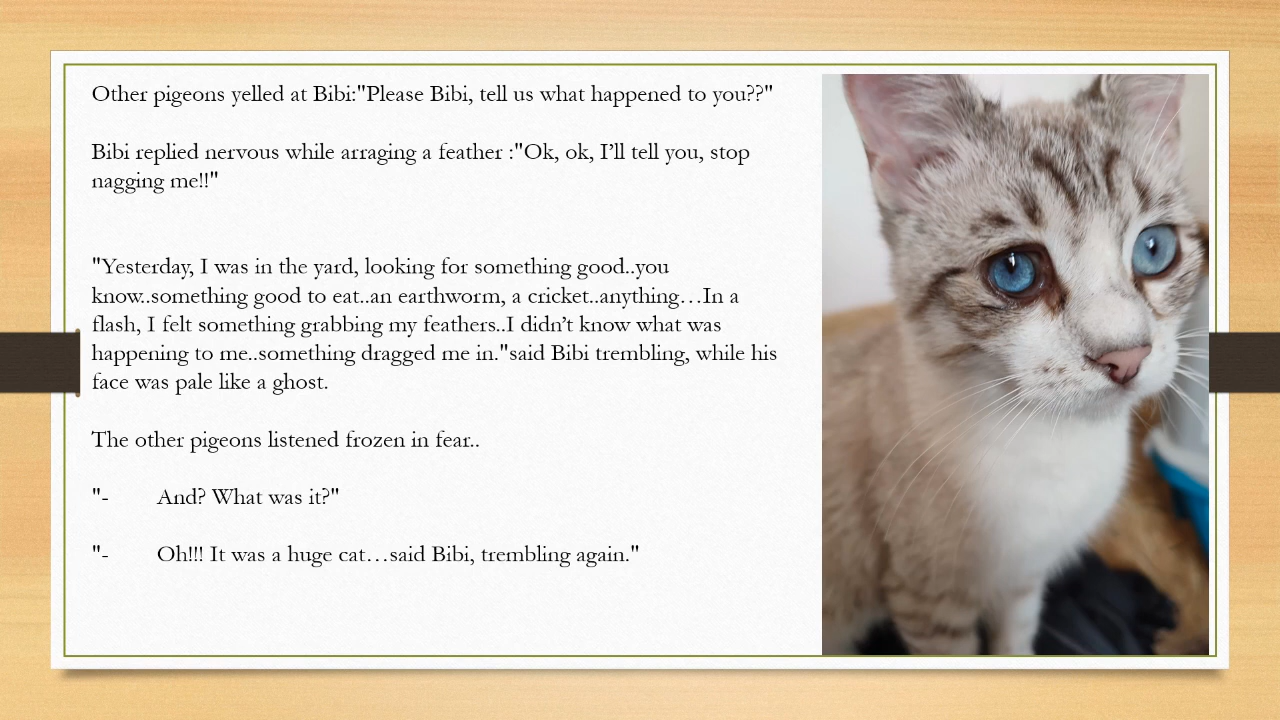 Other pigeons yelled at Bibi:"Please Bibi, tell us what happened to you??"
Bibi replied nervous while arraging a feather :"Ok, ok, I’ll tell you, stop
nagging me!!"
"Yesterday, I was in the yard, looking for something good..you
know..something good to eat..an earthworm, a cricket..anything…In a
flash, I felt something grabbing my feathers..I didn’t know what was
happening to me..something dragged me in."said Bibi trembling, while his
face was pale like a ghost.
The other pigeons listened frozen in fear..
"- And? What was it?"
"- Oh!!! It was a huge cat…said Bibi, trembling again."